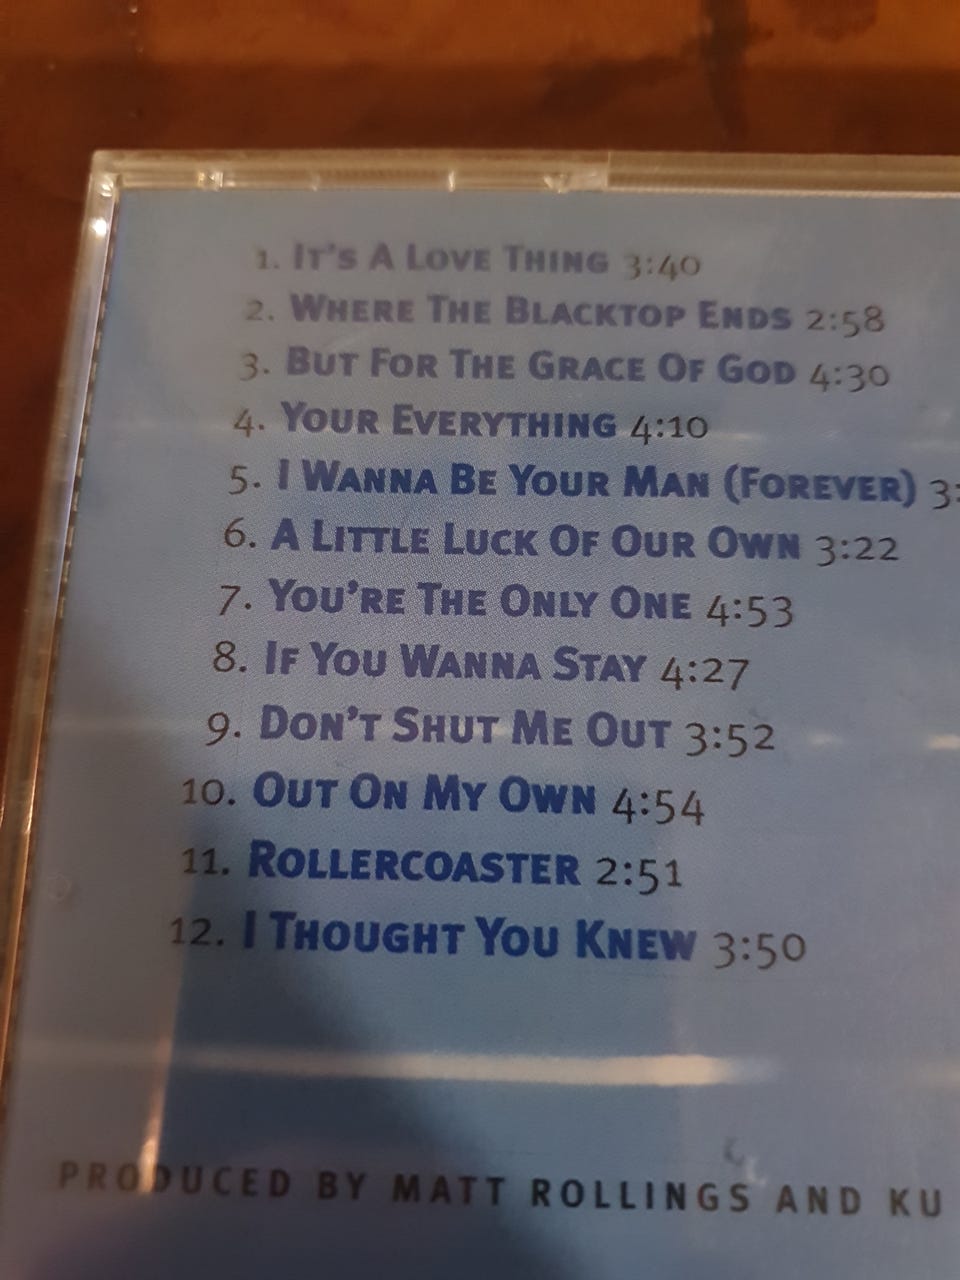 1. IT'S A LOVE THING 3:40
2. WHERE THE BLACKTOP ENDS 2:58
3. BUT FOR THE GRACE OF GOD 4:30
4. YOUR EVERYTHING 4:10
5. I WANNA BE YOUR MAN (FOREVER) 3:
6. A LITTLE LUCK OF OUR OWN 3:22
7. YOU'RE THE ONLY ONE 4:53
8. IF YOU WANNA STAY 4:27
9. DON'T SHUT ME OUT 3:52
10. OUT ON MY OWN 4:54
11. ROLLERCOASTER 2:51
12. I THOUGHT YOU KNEW 3:50
PRODUCED BY MATT ROLLINGS AND KU